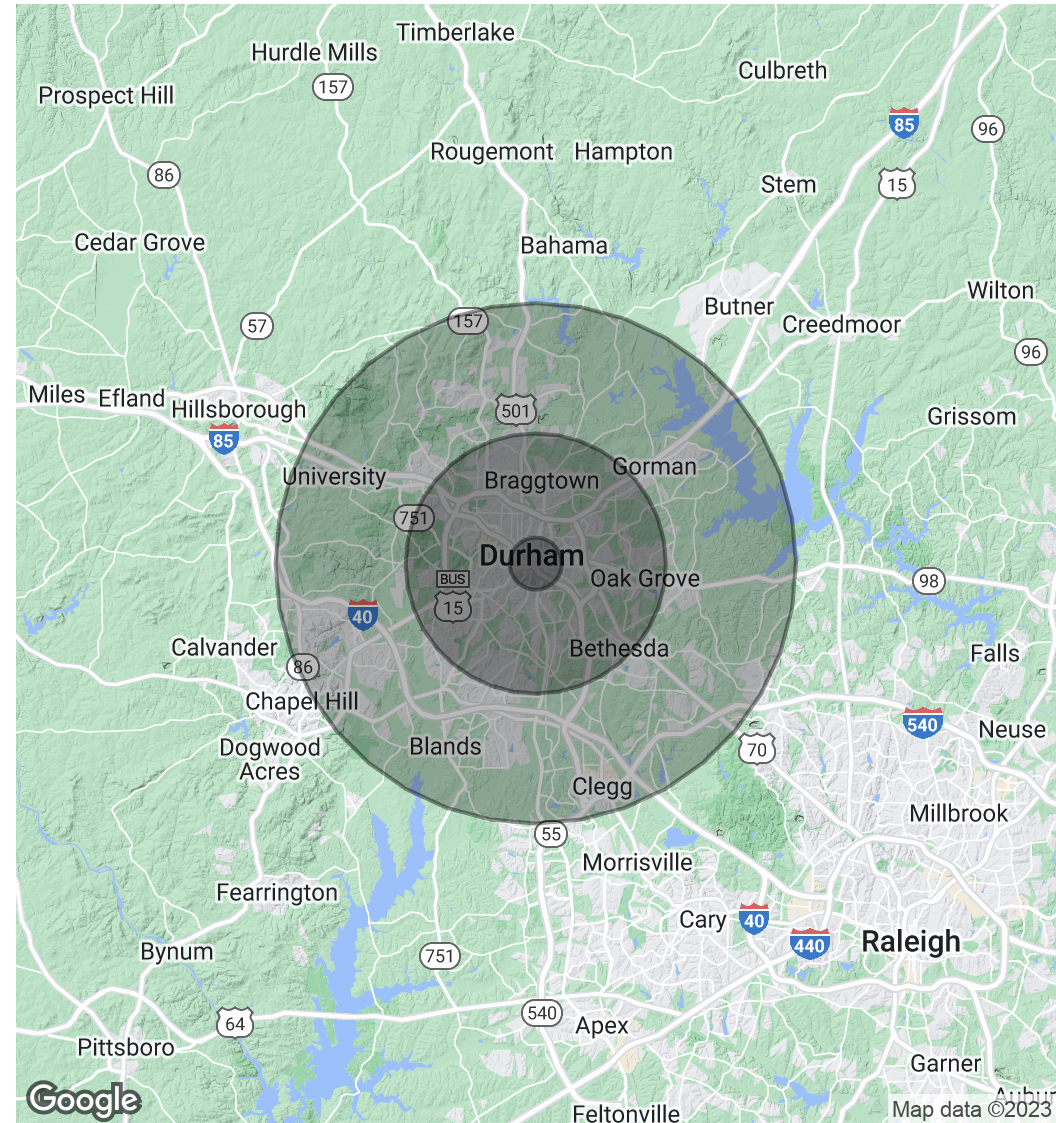 Timberlake
Hurdle Mills
Culbreth
157
Prospect Hill
85
96
Rougemont
Hampton
86
Stem
15
Cedar Grove
Bahama
Wilton
Butner
157
Creedmoor
57
96
Miles
Efland
Hillsborough
501
Grissom
85
Gorman
University
Braggtown
751
Durham
BUS
Oak Grove
98
15
40
Calvander
Bethesda
Falls
86
Chapel Hill
540
Neuse
Dogwood
Acres
Blands
70
Clegg
Millbrook
55
Morrisville
Fearrington
Cary
40
440
Raleigh
Bynum
751
540
64
Apex
Pittsboro
Garner
Google
Feltonville
Map data ©2023